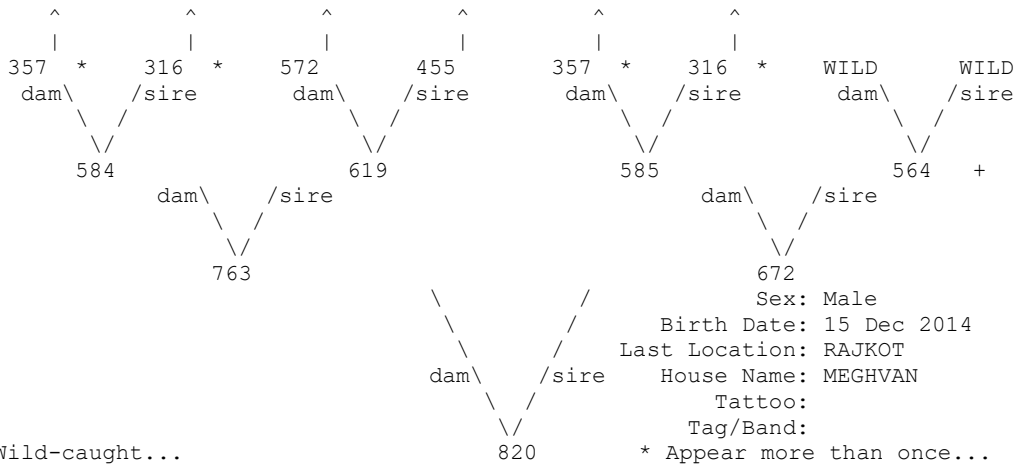 ^ ^ ^ ^ ^ ^
| | | | | |
357 * 316 * 572 455 357 * 316 * WILD WILD
dam\ /sire dam\ /sire dam\ /sire dam\ /sire
\ / \ / \ / \ /
\/ \/ \/ \/
584 619 585 564 +
dam\ /sire dam\ /sire
\ / \ /
\/ \/
763 672
\ / Sex: Male
\ / Birth Date: 15 Dec 2014
\ / Last Location: RAJKOT
dam\ /sire House Name: MEGHVAN
\ / Tattoo:
\/ Tag/Band:
Wild-caught... 820 * Appear more than once...